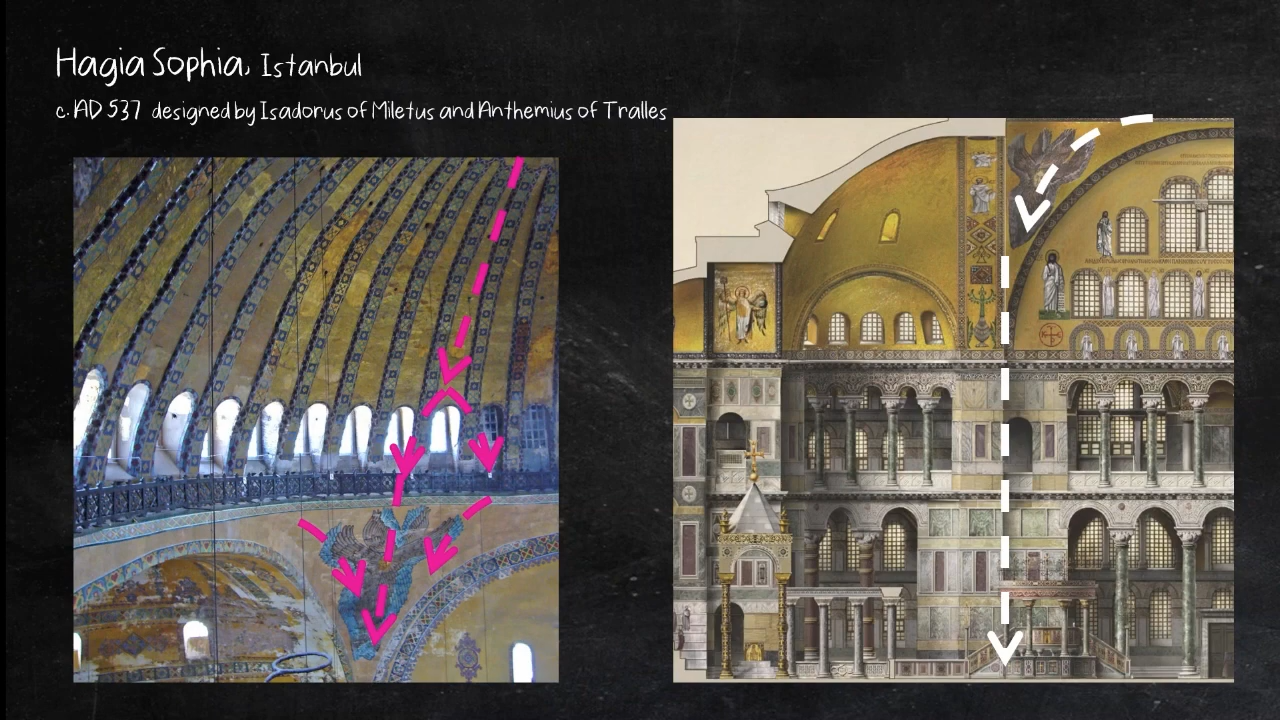 Hagia Sophia, Istanbul
c. AD 537 designed by Isadorus of Miletus and Anthemius of Tralles